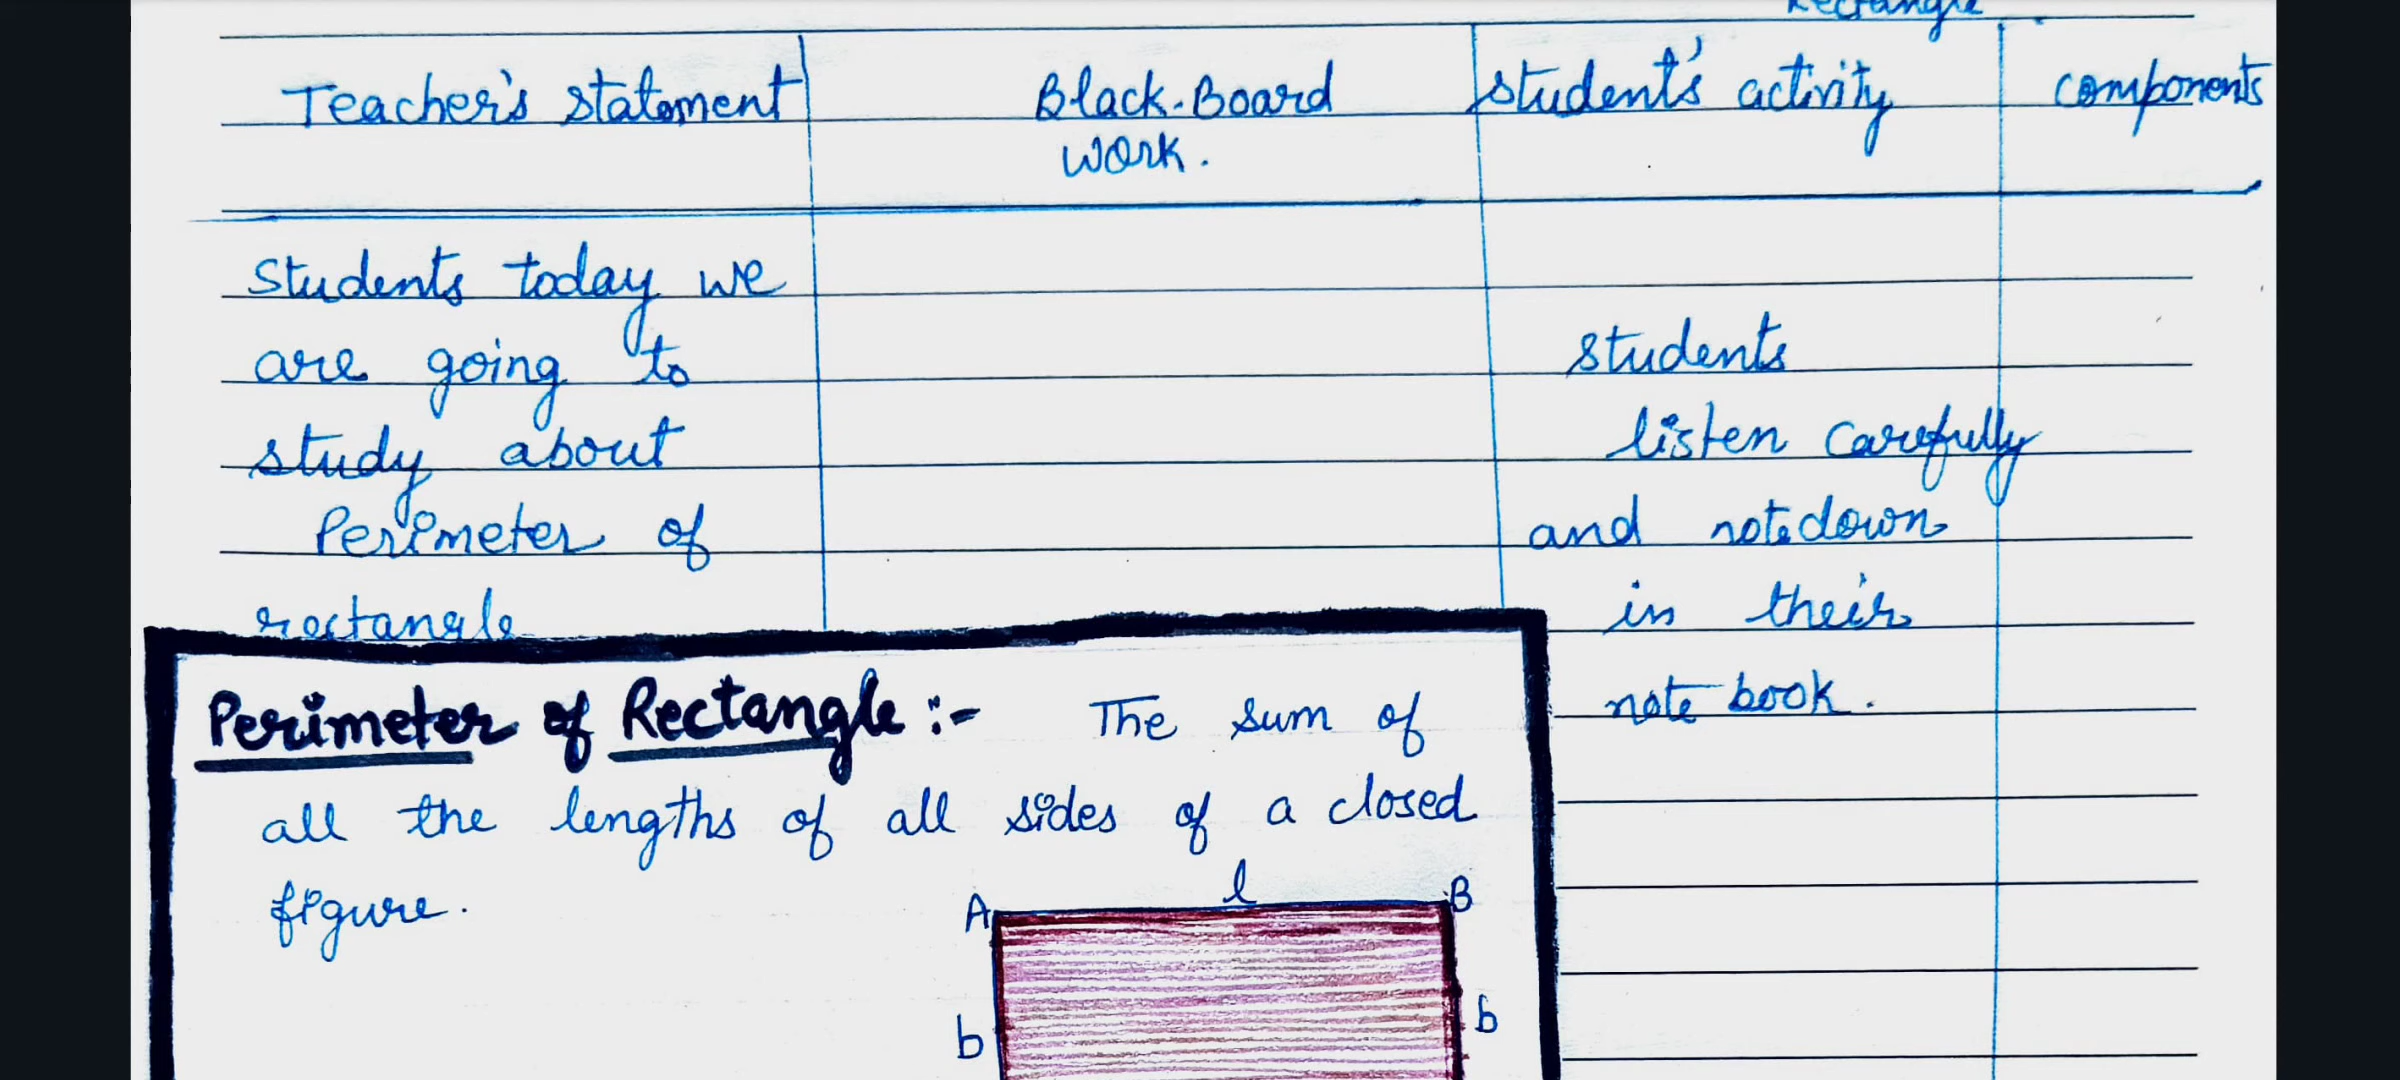 Rectangle
Teacher's statement
Black-Board
work.
students' activity
components
Students today we
are going to
study about
Perimeter of
rectangle
students
listen carefully
and note down
in their
note book.
Perimeter of Rectangle :- The sum of
all the lengths of all sides of a closed
figure.
l
A
B
b
b